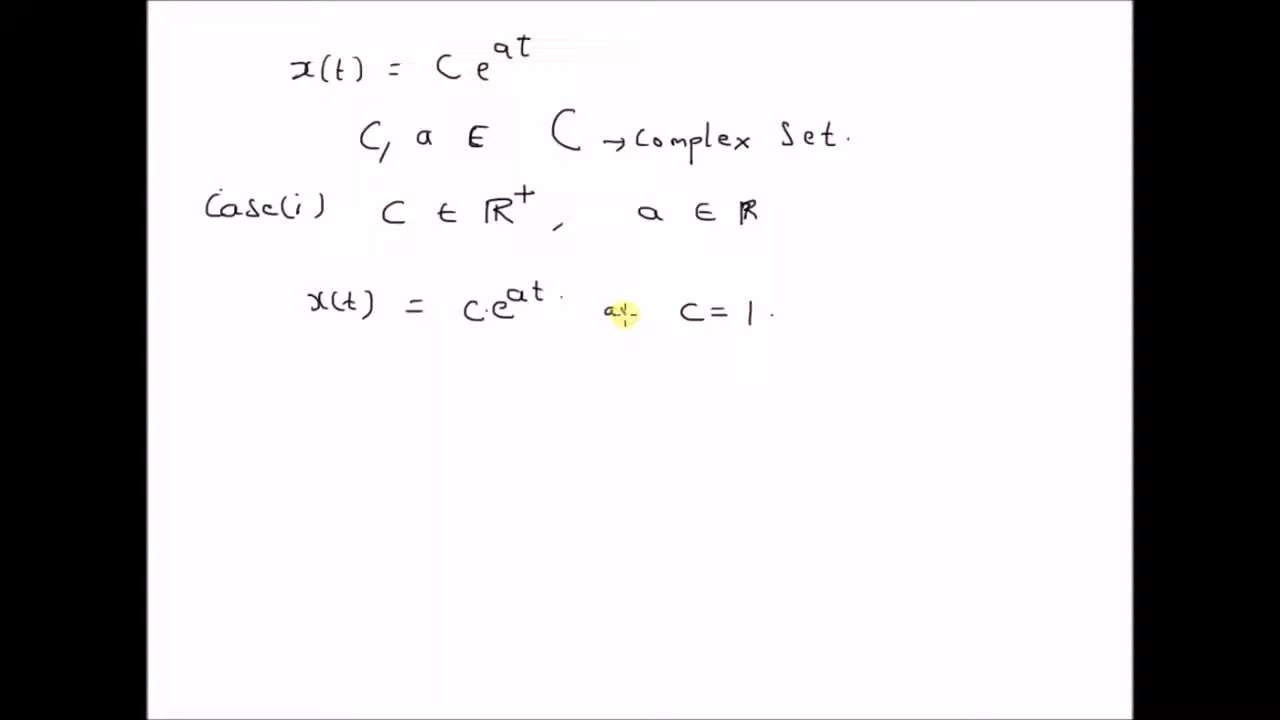 x(t) = C e^{at}
C, a ∈ C → Complex Set.
Case(i) C ∈ ℝ⁺, a ∈ ℝ
x(t) = C·e^{at}. C = 1.